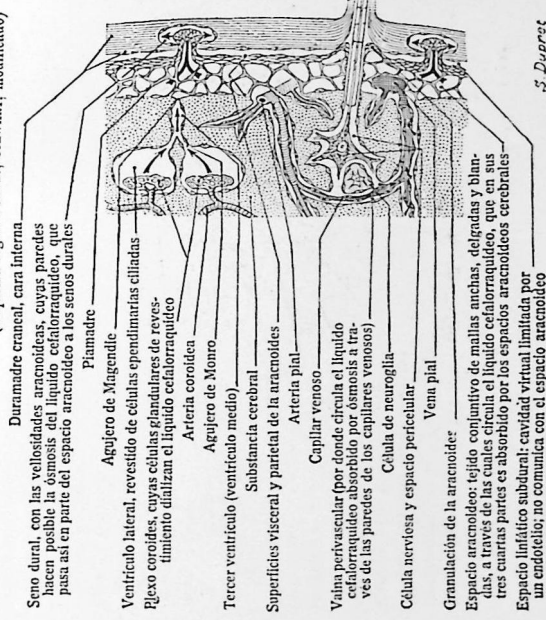 Duramadre craneal, cara interna
Seno dural, con las vellosidades aracnoideas, cuyas paredes
hacen posible la ósmosis del líquido cefalorraquídeo, que
pasa así en parte del espacio aracnoideo a los senos durales
Piamadre
Agujero de Magendie
Ventrículo lateral, revestido de células ependimarias ciliadas
Plexo coroides, cuyas células glandulares de reves-
timiento dializan el líquido cefalorraquídeo
Arteria coroidea
Agujero de Monro
Tercer ventrículo (ventrículo medio)
Substancia cerebral
Superficies visceral y parietal de la aracnoides
Arteria pial
Capilar venoso
Vaina perivascular (por donde circula el líquido
cefalorraquídeo absorbido por ósmosis a tra-
vés de las paredes de los capilares venosos)
Célula de neuroglia
Célula nerviosa y espacio pericelular
Vena pial
Granulación de la aracnoides
Espacio aracnoideo: tejido conjuntivo de mallas anchas, delgadas y blan-
das, a través de las cuales circula el líquido cefalorraquídeo, que en sus
tres cuartas partes es absorbido por los espacios aracnoideos cerebrales
Espacio linfático subdural: cavidad virtual limitada por
un endotelio; no comunica con el espacio aracnoideo
S. Dupret